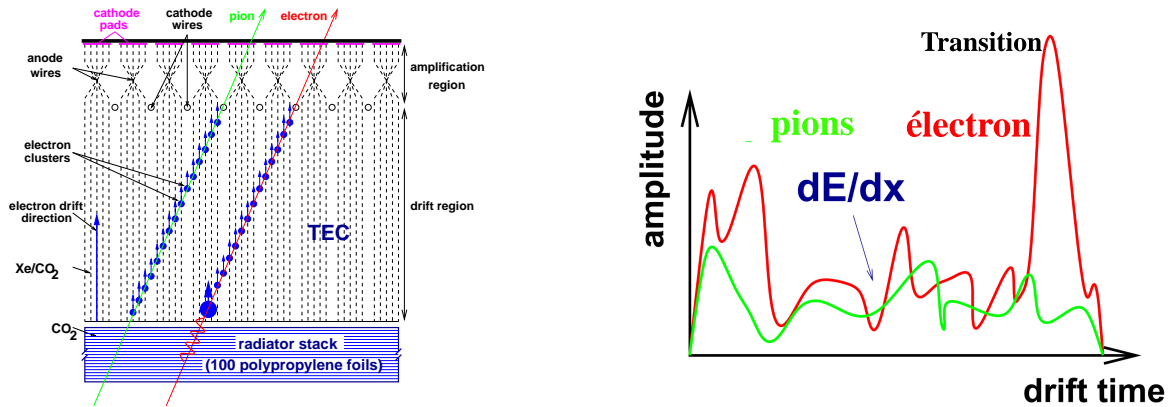 cathode
pads
cathode
wires
pion
electron
anode
wires
amplification
region
electron
clusters
electron drift
direction
drift region
TEC
Xe/CO2
CO2
radiator stack
(100 polypropylene foils)
Transition
pions
électron
dE/dx
amplitude
drift time